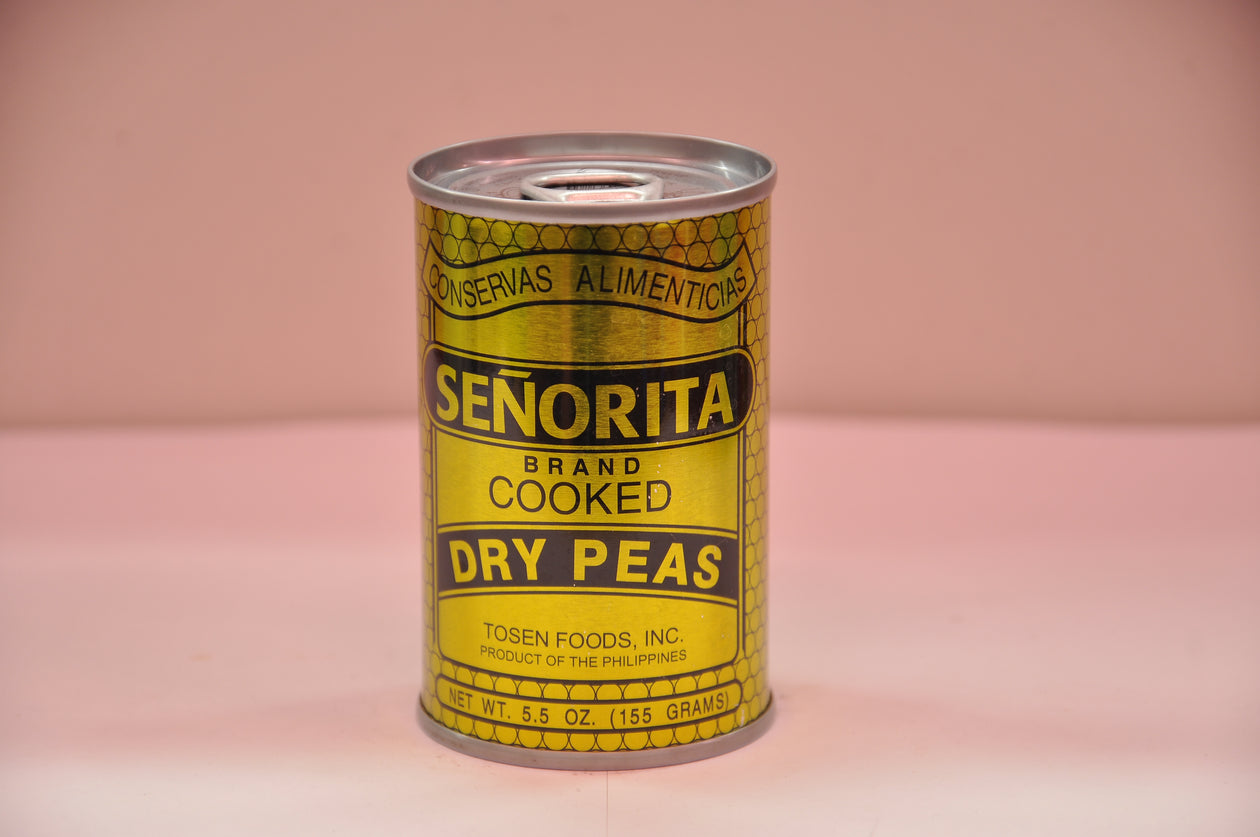 CONSERVAS ALIMENTICIAS
SEÑORITA
BRAND
COOKED
DRY PEAS
TOSEN FOODS, INC.
PRODUCT OF THE PHILIPPINES
NET WT. 5.5 OZ. (155 GRAMS)